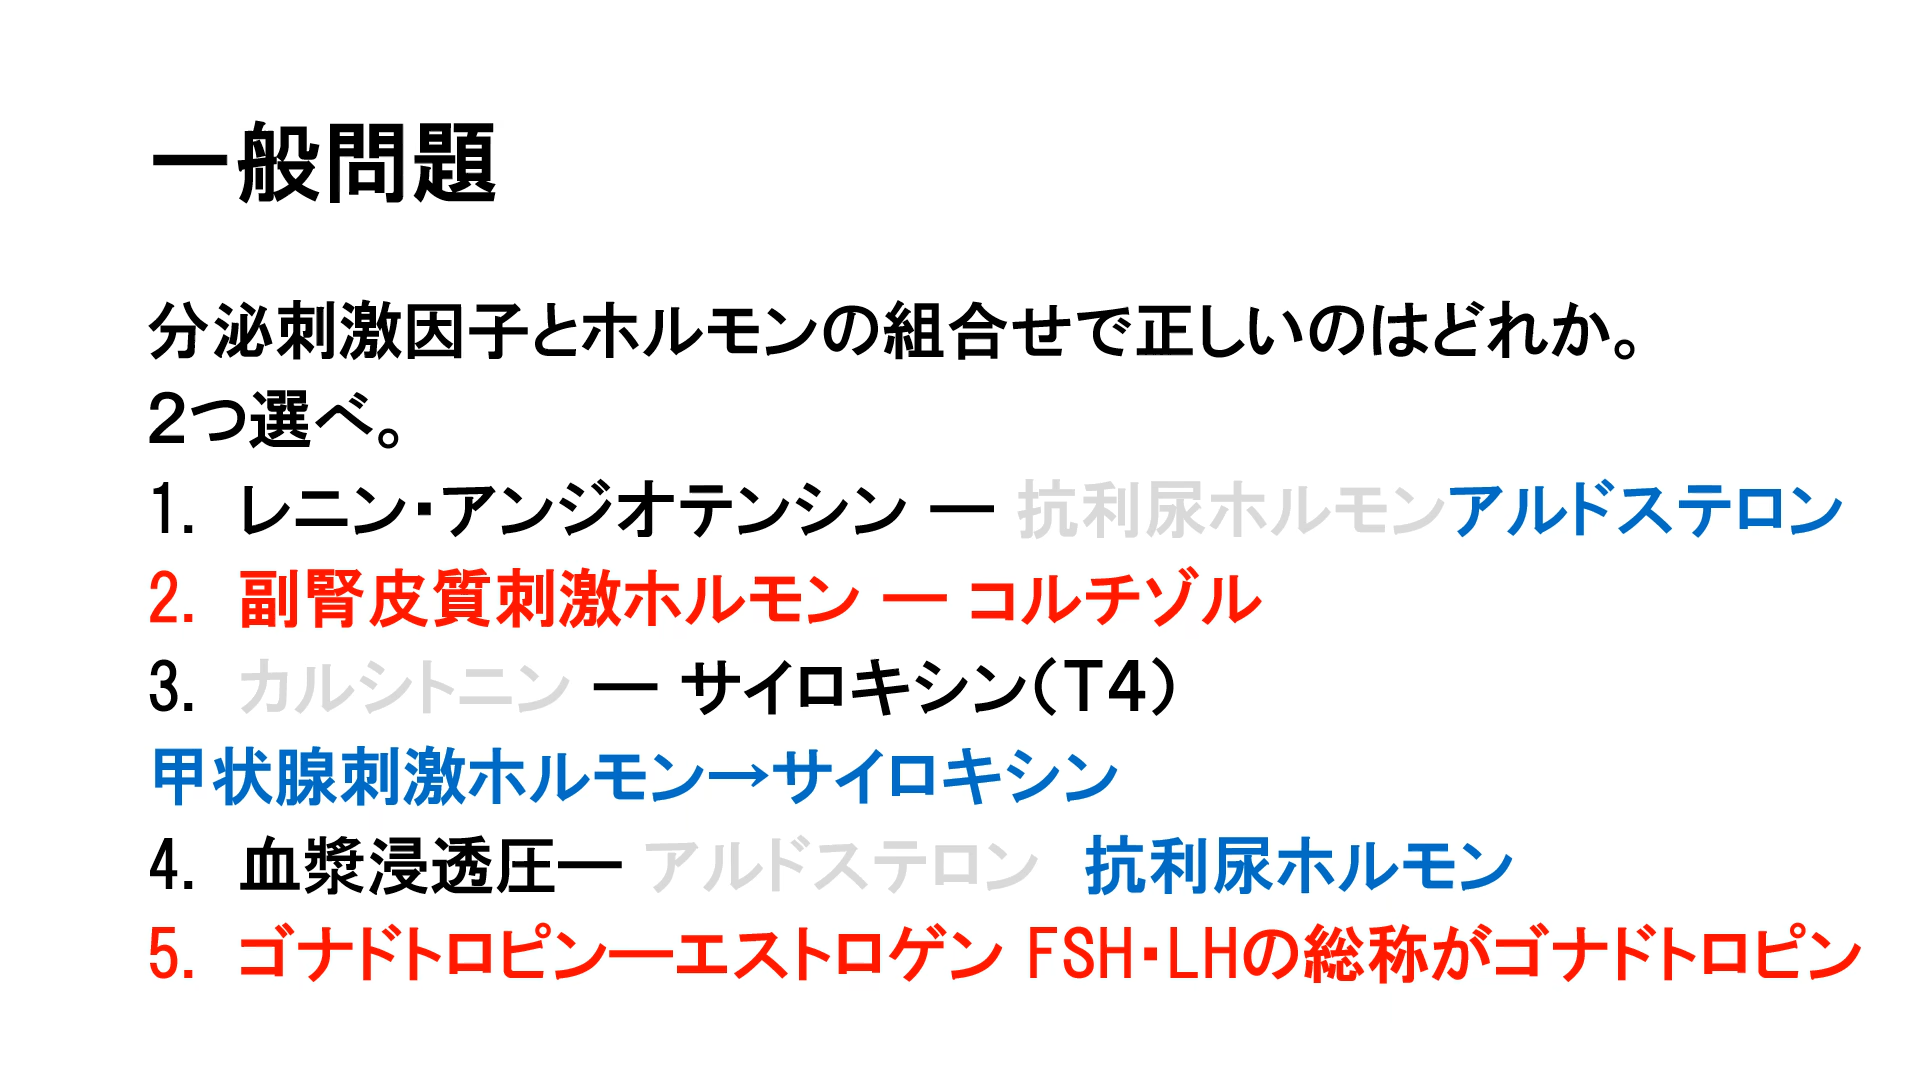 一般問題
分泌刺激因子とホルモンの組合せで正しいのはどれか。
２つ選べ。
1. レニン・アンジオテンシン ― 抗利尿ホルモンアルドステロン
2. 副腎皮質刺激ホルモン ― コルチゾル
3. カルシトニン ― サイロキシン（Ｔ４）
甲状腺刺激ホルモン→サイロキシン
4. 血漿浸透圧― アルドステロン　抗利尿ホルモン
5. ゴナドトロピン―エストロゲン FSH・LHの総称がゴナドトロピン